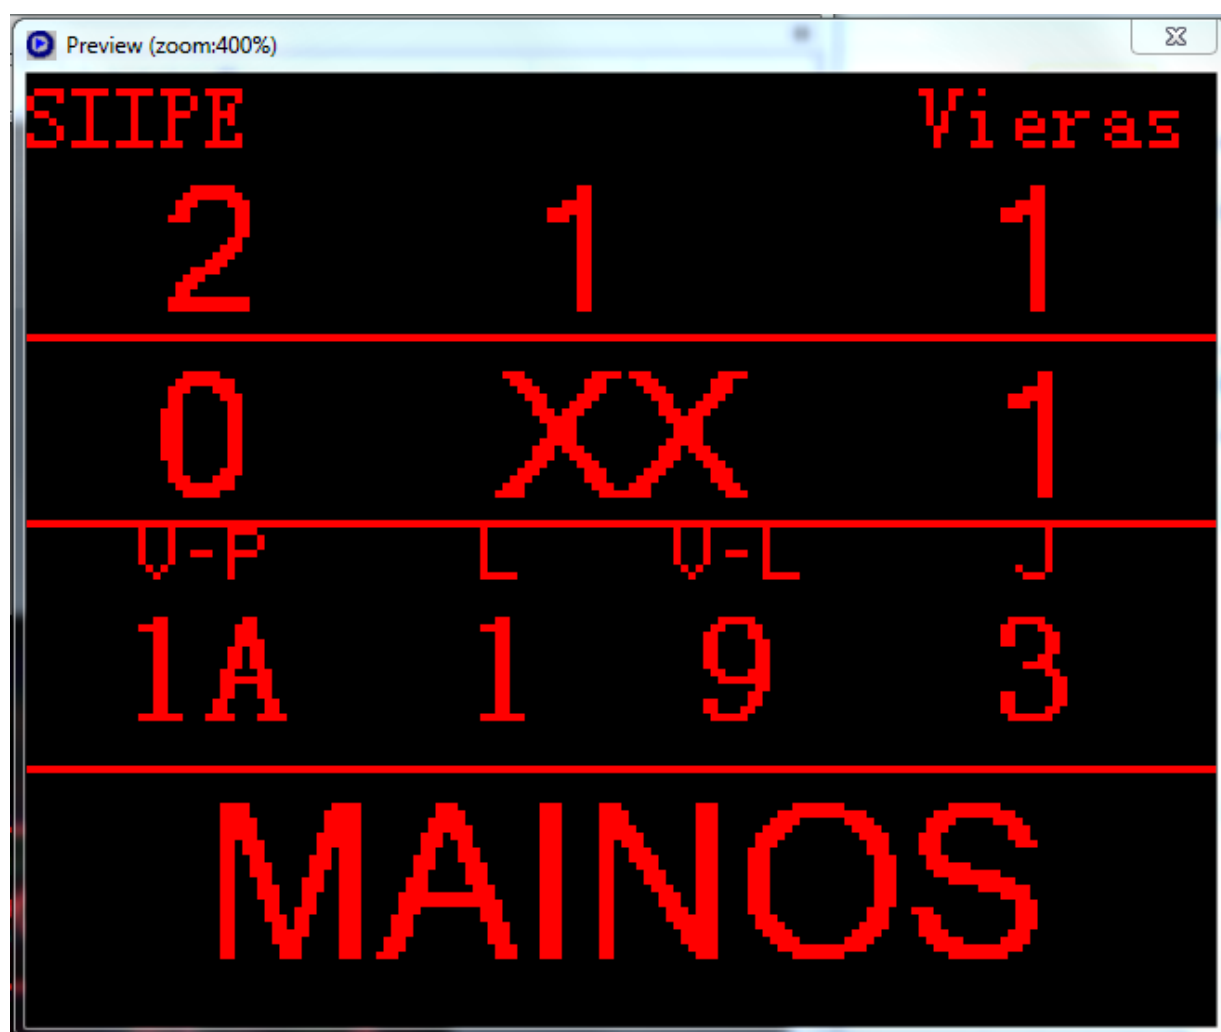 Preview (zoom:400%)
SIIPE Vieras
2 1 1
0 XX 1
V-P L V-L J
1A 1 9 3
MAINOS